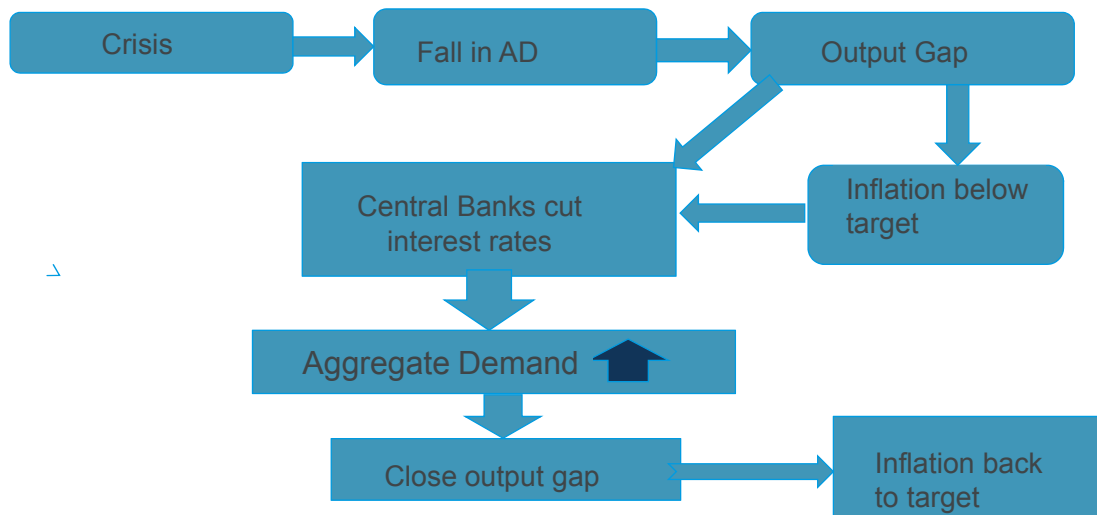 Crisis
Fall in AD
Output Gap
Central Banks cut
interest rates
Inflation below
target
Aggregate Demand
Close output gap
Inflation back
to target